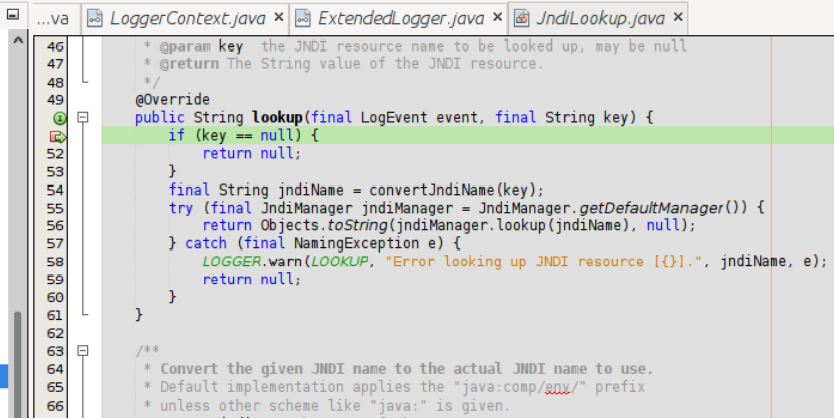 ...va LoggerContext.java × ExtendedLogger.java × JndiLookup.java ×
46 * @param key the JNDI resource name to be looked up, may be null
47 * @return The String value of the JNDI resource.
48 */
49 @Override
public String lookup(final LogEvent event, final String key) {
if (key == null) {
52 return null;
53 }
54 final String jndiName = convertJndiName(key);
55 try (final JndiManager jndiManager = JndiManager.getDefaultManager()) {
56 return Objects.toString(jndiManager.lookup(jndiName), null);
57 } catch (final NamingException e) {
58 LOGGER.warn(LOOKUP, "Error looking up JNDI resource [{}].", jndiName, e);
59 return null;
60 }
61 }
62
63 /**
64 * Convert the given JNDI name to the actual JNDI name to use.
65 * Default implementation applies the "java:comp/env/" prefix
66 * unless other scheme like "java:" is given.